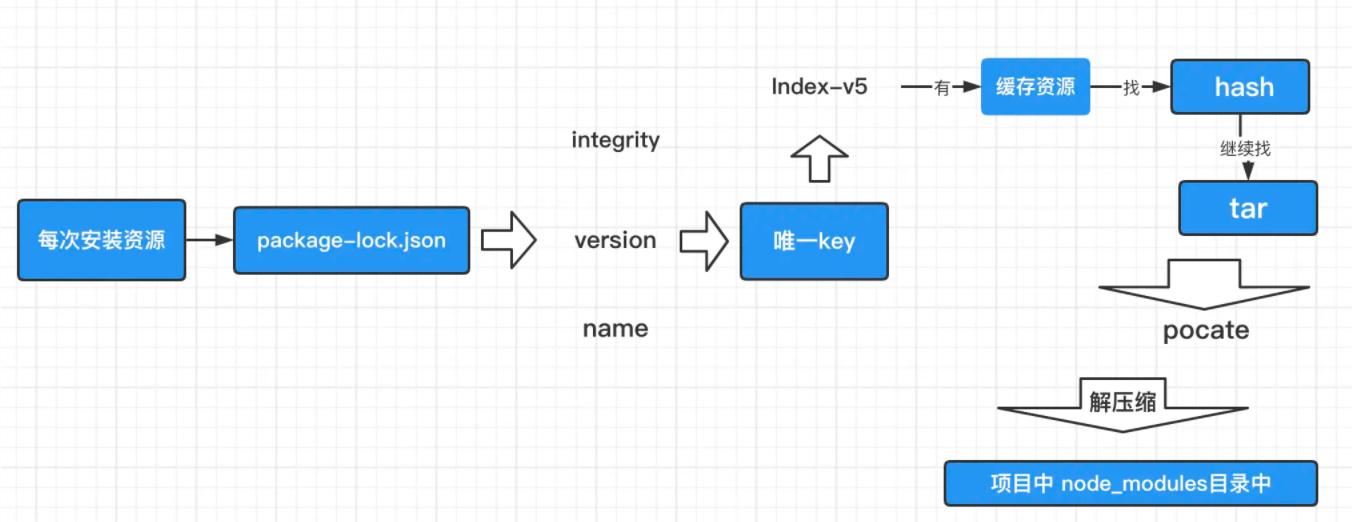 每次安装资源
package-lock.json
integrity
version
name
唯一key
Index-v5
有
缓存资源
找
hash
继续找
tar
pocate
解压缩
项目中 node_modules目录中